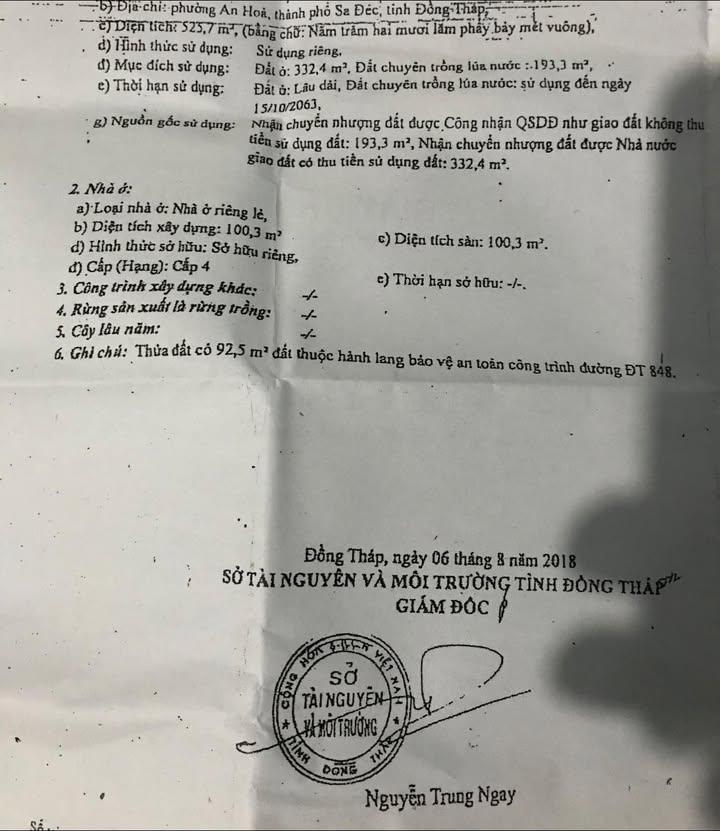 b) Địa chỉ: phường An Hoà, thành phố Sa Đéc, tỉnh Đồng Tháp,
c) Diện tích: 525,7 m², (bằng chữ: Năm trăm hai mươi lăm phẩy bảy mét vuông),
d) Hình thức sử dụng: Sử dụng riêng,
đ) Mục đích sử dụng: Đất ở: 332,4 m², Đất chuyên trồng lúa nước :.193,3 m²,
e) Thời hạn sử dụng: Đất ở: Lâu dài, Đất chuyên trồng lúa nước: sử dụng đến ngày
15/10/2063,
g) Nguồn gốc sử dụng: Nhận chuyển nhượng đất được Công nhận QSDĐ như giao đất không thu
tiền sử dụng đất: 193,3 m², Nhận chuyển nhượng đất được Nhà nước
giao đất có thu tiền sử dụng đất: 332,4 m².
2. Nhà ở:
a) Loại nhà ở: Nhà ở riêng lẻ,
b) Diện tích xây dựng: 100,3 m² c) Diện tích sàn: 100,3 m².
d) Hình thức sở hữu: Sở hữu riêng,
đ) Cấp (Hạng): Cấp 4 e) Thời hạn sở hữu: -/-.
3. Công trình xây dựng khác: -/-
4. Rừng sản xuất là rừng trồng: -/-
5. Cây lâu năm: -/-
6. Ghi chú: Thửa đất có 92,5 m² đất thuộc hành lang bảo vệ an toàn công trình đường ĐT 848.
Đồng Tháp, ngày 06 tháng 8 năm 2018
SỞ TÀI NGUYÊN VÀ MÔI TRƯỜNG TỈNH ĐỒNG THÁP
GIÁM ĐỐC
CỘNG HÒA VIỆT NAM
SỞ
TÀI NGUYÊN
VÀ MÔI TRƯỜNG
TỈNH ĐỒNG THÁP
Nguyễn Trung Ngay
Số